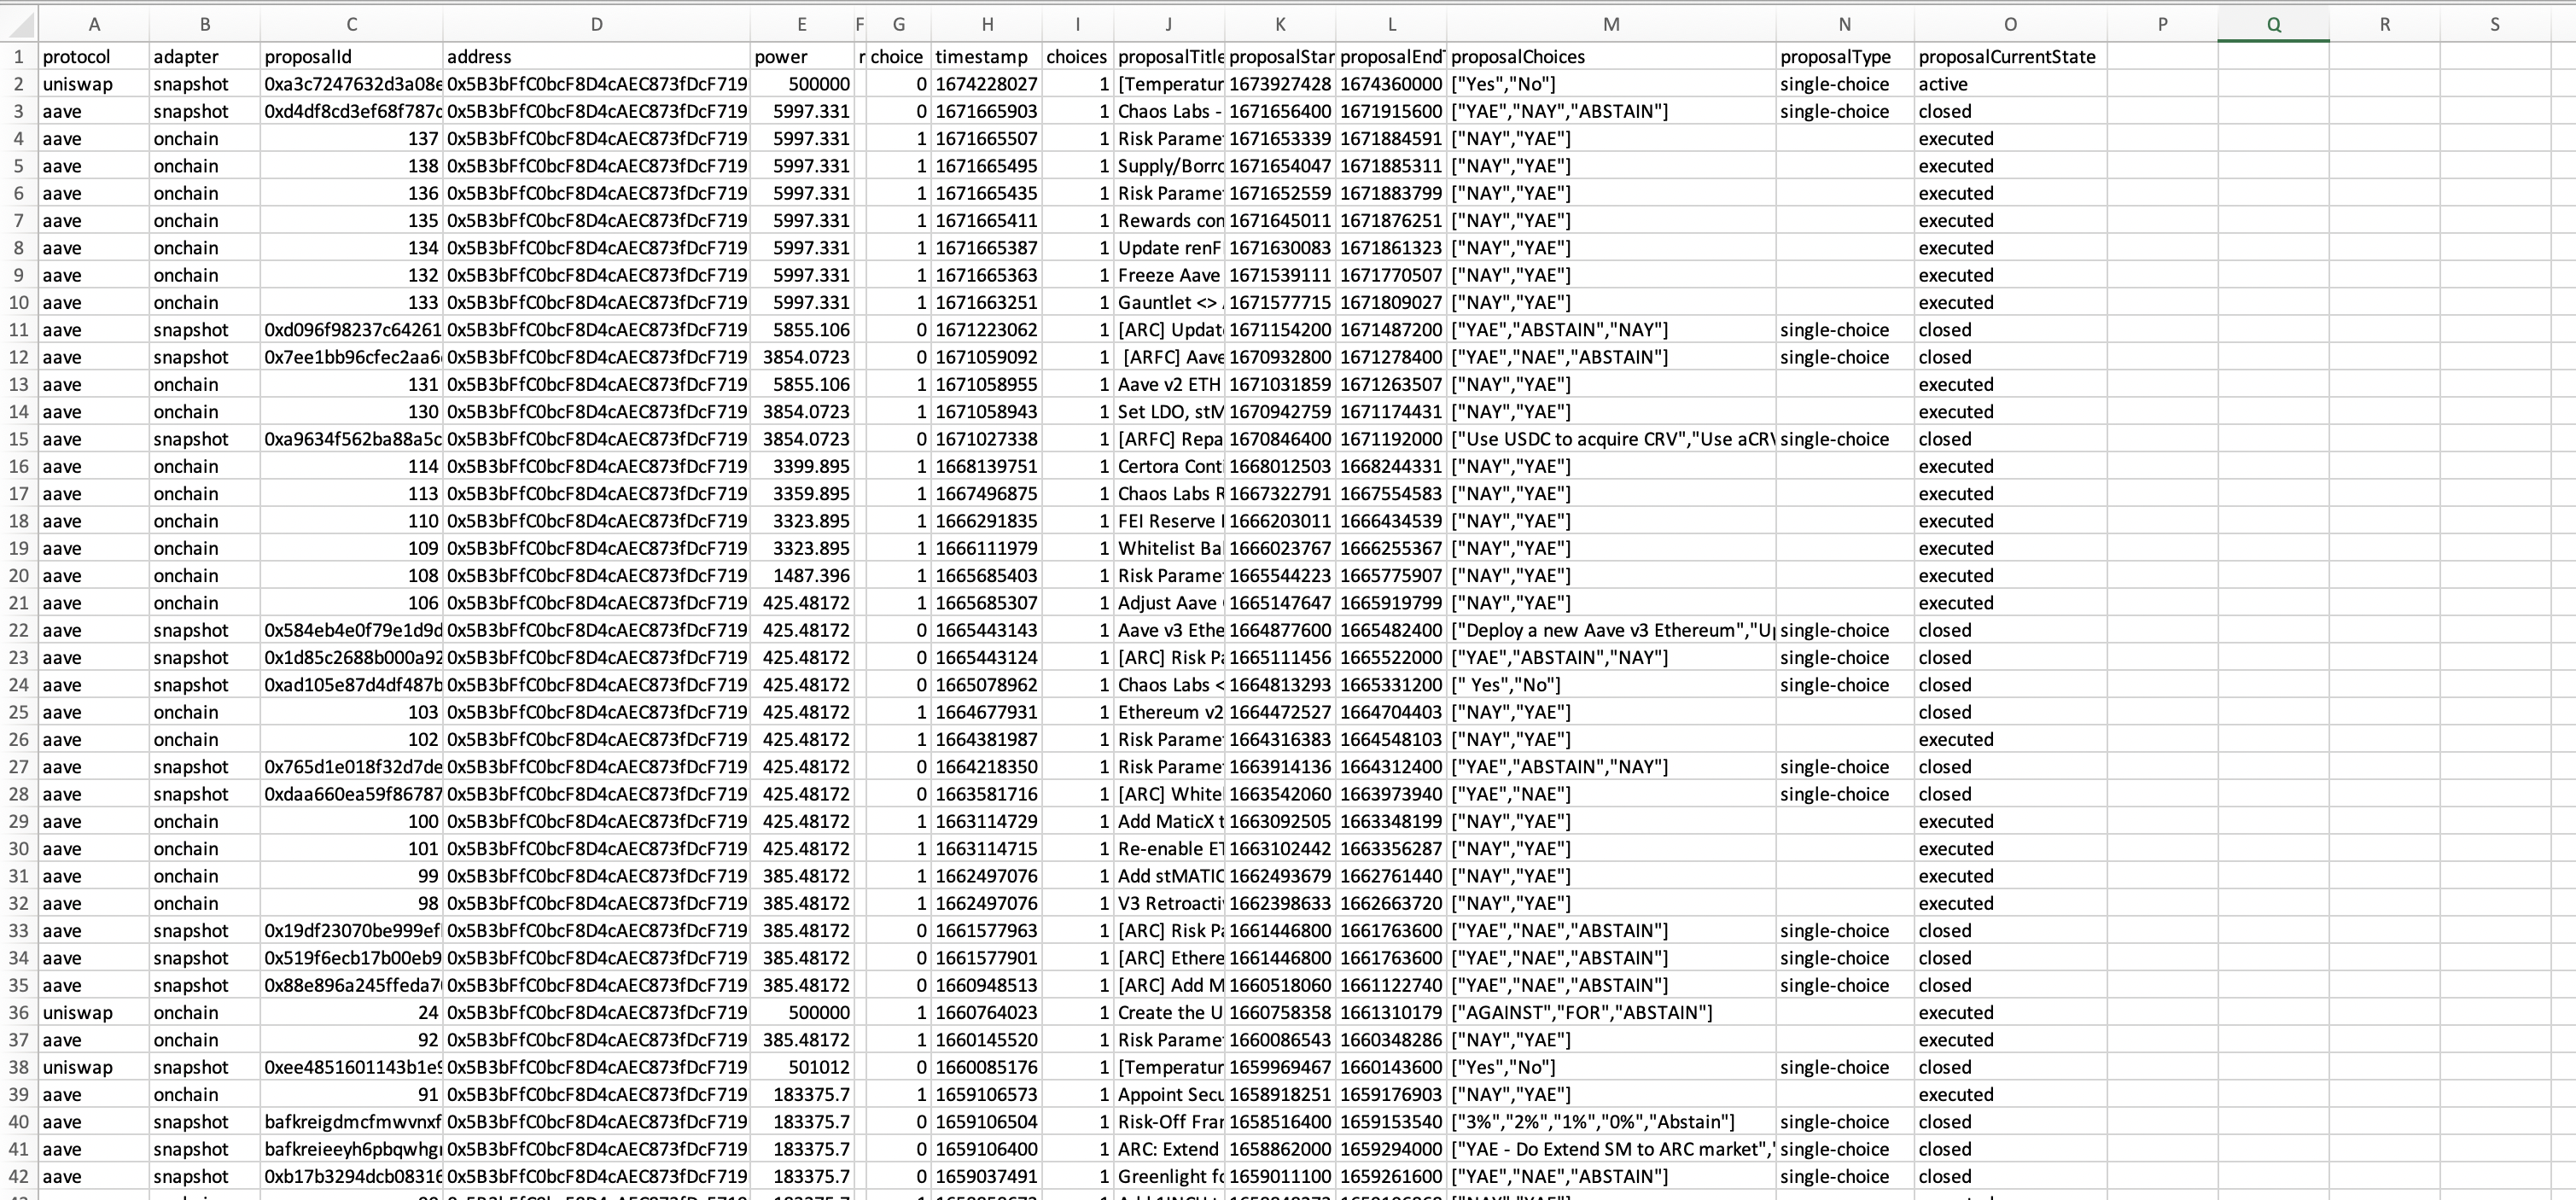 A B C D E F G H I J K L M N O P Q R S
1 protocol adapter proposalId address power r choice timestamp choices proposalTitle proposalStar proposalEnd proposalChoices proposalType proposalCurrentState
2 uniswap snapshot 0xa3c7247632d3a08e 0x5B3bFfC0bcF8D4cAEC873fDcF719 500000 0 1674228027 1 [Temperatur 1673927428 1674360000 ["Yes","No"] single-choice active
3 aave snapshot 0xd4df8cd3ef68f787c 0x5B3bFfC0bcF8D4cAEC873fDcF719 5997.331 0 1671665903 1 Chaos Labs - 1671656400 1671915600 ["YAE","NAY","ABSTAIN"] single-choice closed
4 aave onchain 137 0x5B3bFfC0bcF8D4cAEC873fDcF719 5997.331 1 1671665507 1 Risk Parame 1671653339 1671884591 ["NAY","YAE"] executed
5 aave onchain 138 0x5B3bFfC0bcF8D4cAEC873fDcF719 5997.331 1 1671665495 1 Supply/Borro 1671654047 1671885311 ["NAY","YAE"] executed
6 aave onchain 136 0x5B3bFfC0bcF8D4cAEC873fDcF719 5997.331 1 1671665435 1 Risk Parame 1671652559 1671883799 ["NAY","YAE"] executed
7 aave onchain 135 0x5B3bFfC0bcF8D4cAEC873fDcF719 5997.331 1 1671665411 1 Rewards con 1671645011 1671876251 ["NAY","YAE"] executed
8 aave onchain 134 0x5B3bFfC0bcF8D4cAEC873fDcF719 5997.331 1 1671665387 1 Update renF 1671630083 1671861323 ["NAY","YAE"] executed
9 aave onchain 132 0x5B3bFfC0bcF8D4cAEC873fDcF719 5997.331 1 1671665363 1 Freeze Aave 1671539111 1671770507 ["NAY","YAE"] executed
10 aave onchain 133 0x5B3bFfC0bcF8D4cAEC873fDcF719 5997.331 1 1671663251 1 Gauntlet <> 1671577715 1671809027 ["NAY","YAE"] executed
11 aave snapshot 0xd096f98237c64261 0x5B3bFfC0bcF8D4cAEC873fDcF719 5855.106 0 1671223062 1 [ARC] Updat 1671154200 1671487200 ["YAE","ABSTAIN","NAY"] single-choice closed
12 aave snapshot 0x7ee1bb96cfec2aa6 0x5B3bFfC0bcF8D4cAEC873fDcF719 3854.0723 0 1671059092 1 [ARFC] Aave 1670932800 1671278400 ["YAE","NAE","ABSTAIN"] single-choice closed
13 aave onchain 131 0x5B3bFfC0bcF8D4cAEC873fDcF719 5855.106 1 1671058955 1 Aave v2 ETH 1671031859 1671263507 ["NAY","YAE"] executed
14 aave onchain 130 0x5B3bFfC0bcF8D4cAEC873fDcF719 3854.0723 1 1671058943 1 Set LDO, stM 1670942759 1671174431 ["NAY","YAE"] executed
15 aave snapshot 0xa9634f562ba88a5c 0x5B3bFfC0bcF8D4cAEC873fDcF719 3854.0723 0 1671027338 1 [ARFC] Repa 1670846400 1671192000 ["Use USDC to acquire CRV","Use aCRV single-choice closed
16 aave onchain 114 0x5B3bFfC0bcF8D4cAEC873fDcF719 3399.895 1 1668139751 1 Certora Conti 1668012503 1668244331 ["NAY","YAE"] executed
17 aave onchain 113 0x5B3bFfC0bcF8D4cAEC873fDcF719 3359.895 1 1667496875 1 Chaos Labs R 1667322791 1667554583 ["NAY","YAE"] executed
18 aave onchain 110 0x5B3bFfC0bcF8D4cAEC873fDcF719 3323.895 1 1666291835 1 FEI Reserve 1666203011 1666434539 ["NAY","YAE"] executed
19 aave onchain 109 0x5B3bFfC0bcF8D4cAEC873fDcF719 3323.895 1 1666111979 1 Whitelist Bal 1666023767 1666255367 ["NAY","YAE"] executed
20 aave onchain 108 0x5B3bFfC0bcF8D4cAEC873fDcF719 1487.396 1 1665685403 1 Risk Parame 1665544223 1665775907 ["NAY","YAE"] executed
21 aave onchain 106 0x5B3bFfC0bcF8D4cAEC873fDcF719 425.48172 1 1665685307 1 Adjust Aave 1665147647 1665919799 ["NAY","YAE"] executed
22 aave snapshot 0x584eb4e0f79e1d9d 0x5B3bFfC0bcF8D4cAEC873fDcF719 425.48172 0 1665443143 1 Aave v3 Ethe 1664877600 1665482400 ["Deploy a new Aave v3 Ethereum","Up single-choice closed
23 aave snapshot 0x1d85c2688b000a92 0x5B3bFfC0bcF8D4cAEC873fDcF719 425.48172 0 1665443124 1 [ARC] Risk Pa 1665111456 1665522000 ["YAE","ABSTAIN","NAY"] single-choice closed
24 aave snapshot 0xad105e87d4df487b 0x5B3bFfC0bcF8D4cAEC873fDcF719 425.48172 0 1665078962 1 Chaos Labs < 1664813293 1665331200 [" Yes","No"] single-choice closed
25 aave onchain 103 0x5B3bFfC0bcF8D4cAEC873fDcF719 425.48172 1 1664677931 1 Ethereum v2 1664472527 1664704403 ["NAY","YAE"] closed
26 aave onchain 102 0x5B3bFfC0bcF8D4cAEC873fDcF719 425.48172 1 1664381987 1 Risk Parame 1664316383 1664548103 ["NAY","YAE"] executed
27 aave snapshot 0x765d1e018f32d7de 0x5B3bFfC0bcF8D4cAEC873fDcF719 425.48172 0 1664218350 1 Risk Parame 1663914136 1664312400 ["YAE","ABSTAIN","NAY"] single-choice closed
28 aave snapshot 0xdaa660ea59f86787 0x5B3bFfC0bcF8D4cAEC873fDcF719 425.48172 0 1663581716 1 [ARC] White 1663542060 1663973940 ["YAE","NAE"] single-choice closed
29 aave onchain 100 0x5B3bFfC0bcF8D4cAEC873fDcF719 425.48172 1 1663114729 1 Add MaticX t 1663092505 1663348199 ["NAY","YAE"] executed
30 aave onchain 101 0x5B3bFfC0bcF8D4cAEC873fDcF719 425.48172 1 1663114715 1 Re-enable ET 1663102442 1663356287 ["NAY","YAE"] executed
31 aave onchain 99 0x5B3bFfC0bcF8D4cAEC873fDcF719 385.48172 1 1662497076 1 Add stMATIC 1662493679 1662761440 ["NAY","YAE"] executed
32 aave onchain 98 0x5B3bFfC0bcF8D4cAEC873fDcF719 385.48172 1 1662497076 1 V3 Retroacti 1662398633 1662663720 ["NAY","YAE"] executed
33 aave snapshot 0x19df23070be999ef 0x5B3bFfC0bcF8D4cAEC873fDcF719 385.48172 0 1661577963 1 [ARC] Risk Pa 1661446800 1661763600 ["YAE","NAE","ABSTAIN"] single-choice closed
34 aave snapshot 0x519f6ecb17b00eb9 0x5B3bFfC0bcF8D4cAEC873fDcF719 385.48172 0 1661577901 1 [ARC] Ethere 1661446800 1661763600 ["YAE","NAE","ABSTAIN"] single-choice closed
35 aave snapshot 0x88e896a245ffeda7 0x5B3bFfC0bcF8D4cAEC873fDcF719 385.48172 0 1660948513 1 [ARC] Add M 1660518060 1661122740 ["YAE","NAE","ABSTAIN"] single-choice closed
36 uniswap onchain 24 0x5B3bFfC0bcF8D4cAEC873fDcF719 500000 1 1660764023 1 Create the U 1660758358 1661310179 ["AGAINST","FOR","ABSTAIN"] executed
37 aave onchain 92 0x5B3bFfC0bcF8D4cAEC873fDcF719 385.48172 1 1660145520 1 Risk Parame 1660086543 1660348286 ["NAY","YAE"] executed
38 uniswap snapshot 0xee4851601143b1e9 0x5B3bFfC0bcF8D4cAEC873fDcF719 501012 0 1660085176 1 [Temperatur 1659969467 1660143600 ["Yes","No"] single-choice closed
39 aave onchain 91 0x5B3bFfC0bcF8D4cAEC873fDcF719 183375.7 1 1659106573 1 Appoint Secu 1658918251 1659176903 ["NAY","YAE"] executed
40 aave snapshot bafkreigdmcfmwvnxf 0x5B3bFfC0bcF8D4cAEC873fDcF719 183375.7 0 1659106504 1 Risk-Off Frar 1658516400 1659153540 ["3%","2%","1%","0%","Abstain"] single-choice closed
41 aave snapshot bafkreieeyh6pbqwhg 0x5B3bFfC0bcF8D4cAEC873fDcF719 183375.7 0 1659106400 1 ARC: Extend 1658862000 1659294000 ["YAE - Do Extend SM to ARC market"," single-choice closed
42 aave snapshot 0xb17b3294dcb08316 0x5B3bFfC0bcF8D4cAEC873fDcF719 183375.7 0 1659037491 1 Greenlight fo 1659011100 1659261600 ["YAE","NAE","ABSTAIN"] single-choice closed